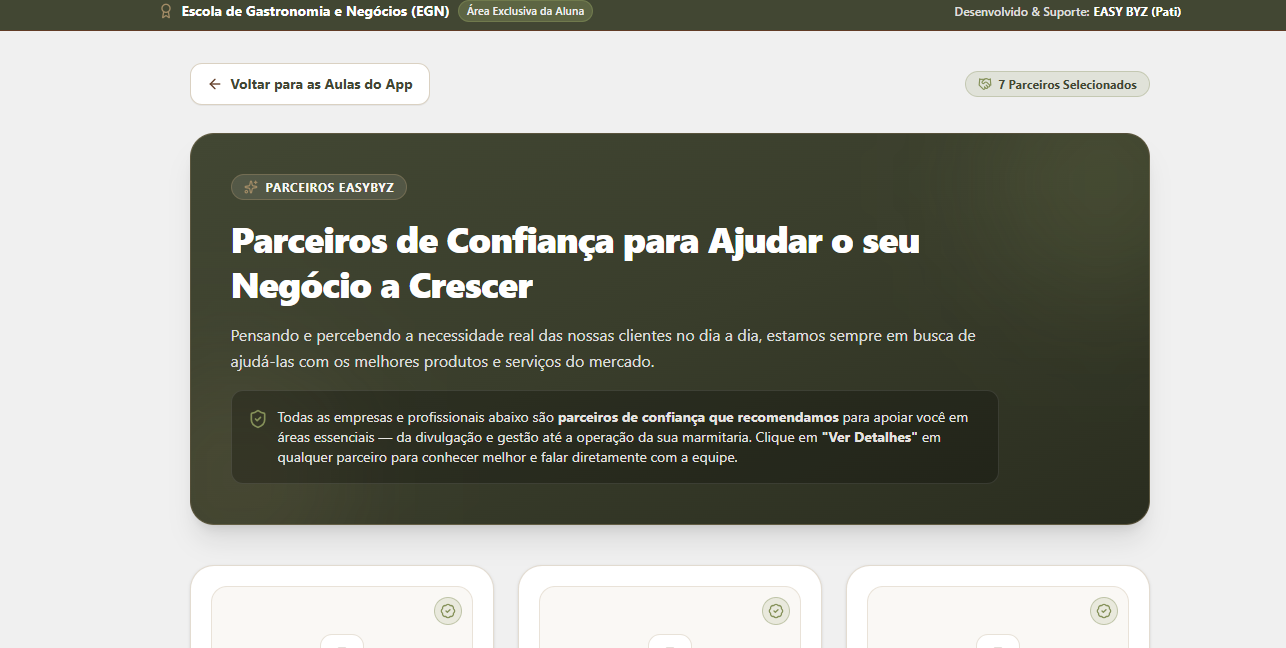 Escola de Gastronomia e Negócios (EGN)
Área Exclusiva da Aluna
Desenvolvido & Suporte: EASY BYZ (Pati)
Voltar para as Aulas do App
7 Parceiros Selecionados
PARCEIROS EASYBYZ
Parceiros de Confiança para Ajudar o seu
Negócio a Crescer
Pensando e percebendo a necessidade real das nossas clientes no dia a dia, estamos sempre em busca de
ajudá-las com os melhores produtos e serviços do mercado.
Todas as empresas e profissionais abaixo são parceiros de confiança que recomendamos para apoiar você em
áreas essenciais — da divulgação e gestão até a operação da sua marmitaria. Clique em "Ver Detalhes" em
qualquer parceiro para conhecer melhor e falar diretamente com a equipe.